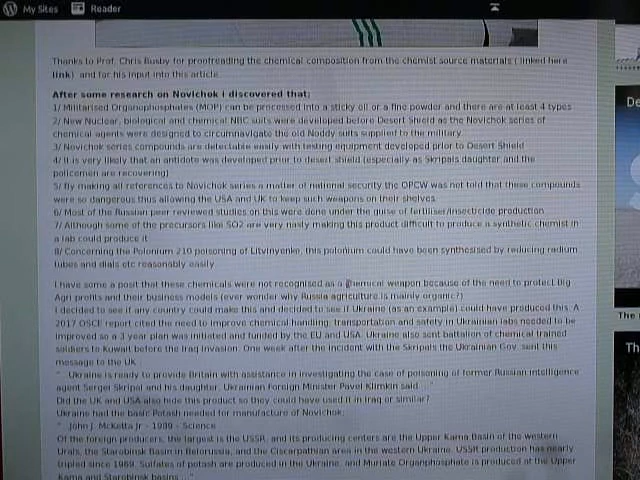 My Sites
Reader
Thanks to Prof. Chris Busby for proofreading the chemical composition from the chemist source materials ( linked here
link) and for his input into this article.
After some research on Novichok I discovered that;
1/ Militarised Organophosphates (MOP) can be processed into a sticky oil or a fine powder and there are at least 4 types
2/ New Nuclear, biological and chemical NBC suits were developed before Desert Shield as the Novichok series of
chemical agents were designed to circumnavigate the old Noddy suits supplied to the military.
3/ Novichok series compounds are detectable easily with testing equipment developed prior to Desert Shield
4/ It is very likely that an antidote was developed prior to desert shield (especially as Skripals daughter and the
policemen are recovering)
5/ By making all references to Novichok series a matter of national security the OPCW was not told that these compounds
were so dangerous thus allowing the USA and UK to keep such weapons on their shelves.
6/ Most of the Russian peer reviewed studies on this were done under the guise of fertiliser/insecticide production
7/ Although some of the precursors like SO2 are very nasty making this product difficult to produce a synthetic chemist in
a lab could produce it
8/ Concerning the Polonium 210 poisoning of Litvinyenko, this polonium could have been synthesised by reducing radium
tubes and dials etc reasonably easily
I have some a posit that these chemicals were not recognised as a chemical weapon because of the need to protect Big
Agri profits and their business models (ever wonder why Russia agriculture is mainly organic?)
I decided to see if any country could make this and decided to see if Ukraine (as an example) could have produced this. A
2017 OSCE report cited the need to improve chemical handling, transportation and safety in Ukrainian labs needed to be
improved so a 3 year plan was initiated and funded by the EU and USA. Ukraine also sent battalion of chemical trained
soldiers to Kuwait before the Iraq invasion. One week after the incident with the Skripals the Ukrainian Gov. sent this
message to the UK
"...Ukraine is ready to provide Britain with assistance in investigating the case of poisoning of former Russian intelligence
agent Sergei Skripal and his daughter, Ukrainian Foreign Minister Pavel Klimkin said. ..."
Did the UK and USA also hide this product so they could have used it in Iraq or similar?
Ukraine had the basic Potash needed for manufacture of Novichok;
"...John J. McKetta Jr - 1989 - Science
Of the foreign producers, the largest is the USSR, and its producing centers are the Upper Kama Basin of the western
Urals, the Starobinsk Basin in Belorussia, and the Ciscarpathian area in the western Ukraine. USSR production has nearly
tripled since 1969. Sulfates of potash are produced in the Ukraine, and Muriate Organphosphate is produced at the Upper
Kama and Starobinsk basins ..."
De
The
Th